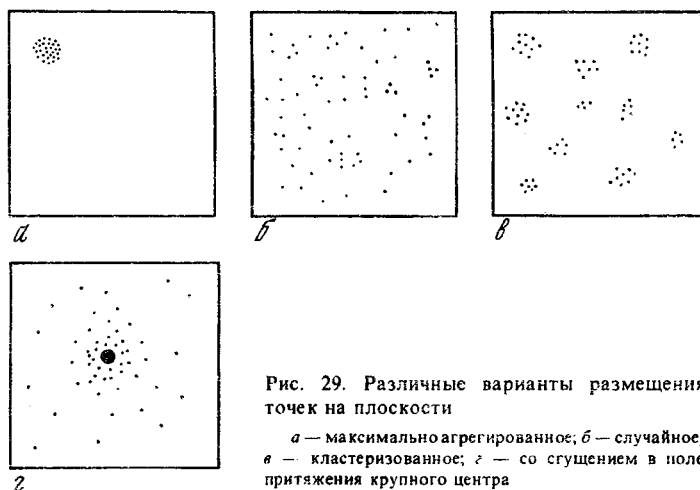 а
б
в
г
Рис. 29. Различные варианты размещения
точек на плоскости
а — максимально агрегированное; б — случайное;
в — кластеризованное; г — со сгущением в поле
притяжения крупного центра